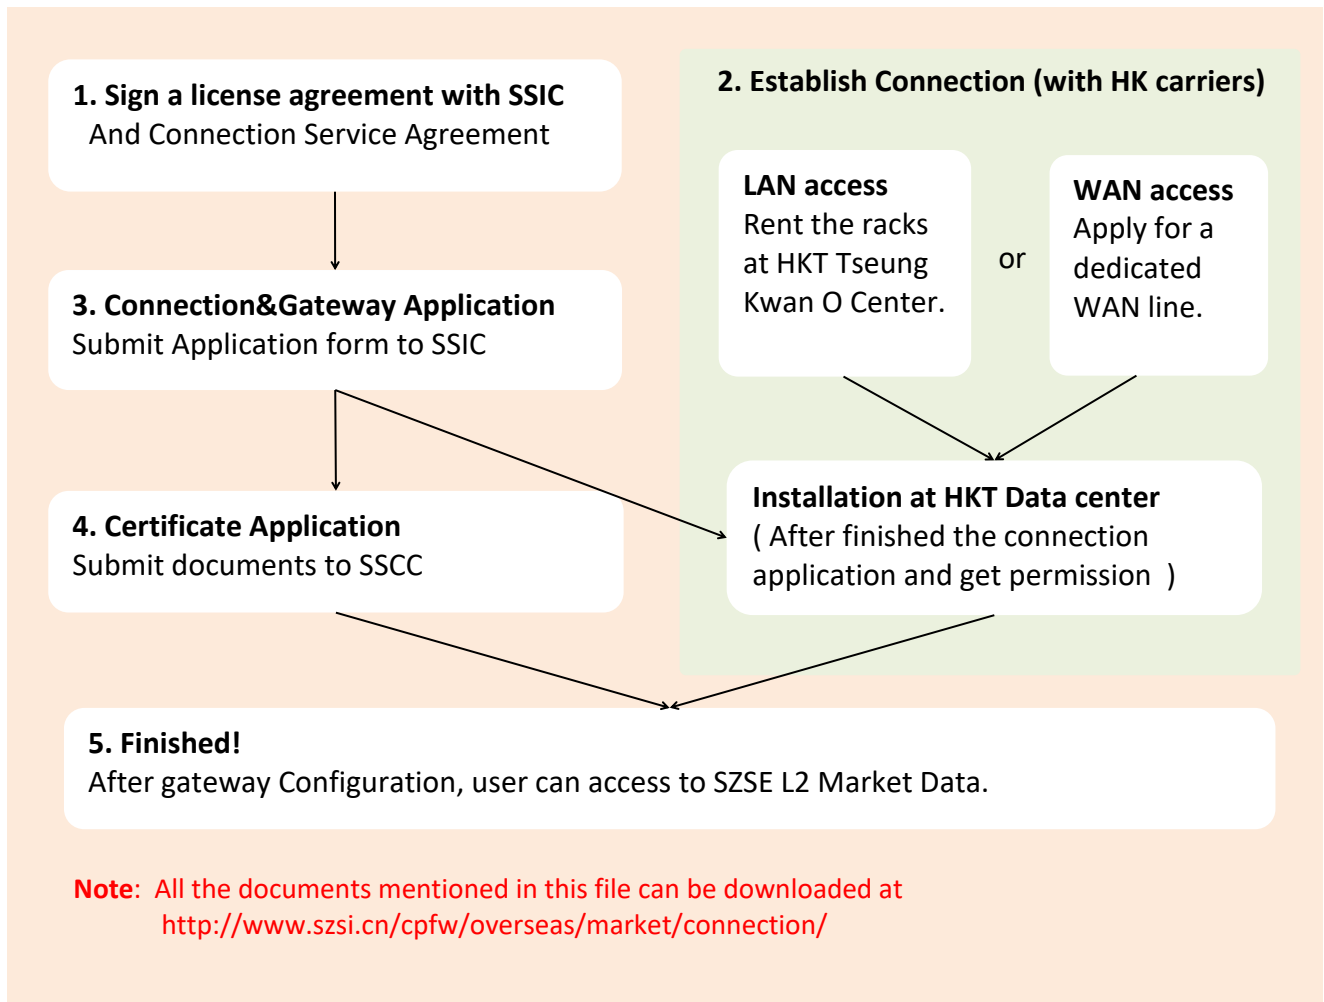 1. Sign a license agreement with SSIC
And Connection Service Agreement
2. Establish Connection (with HK carriers)
LAN access
Rent the racks
at HKT Tseung
Kwan O Center.
or
WAN access
Apply for a
dedicated
WAN line.
3. Connection&Gateway Application
Submit Application form to SSIC
4. Certificate Application
Submit documents to SSCC
Installation at HKT Data center
( After finished the connection
application and get permission )
5. Finished!
After gateway Configuration, user can access to SZSE L2 Market Data.
Note: All the documents mentioned in this file can be downloaded at
http://www.szsi.cn/cpfw/overseas/market/connection/